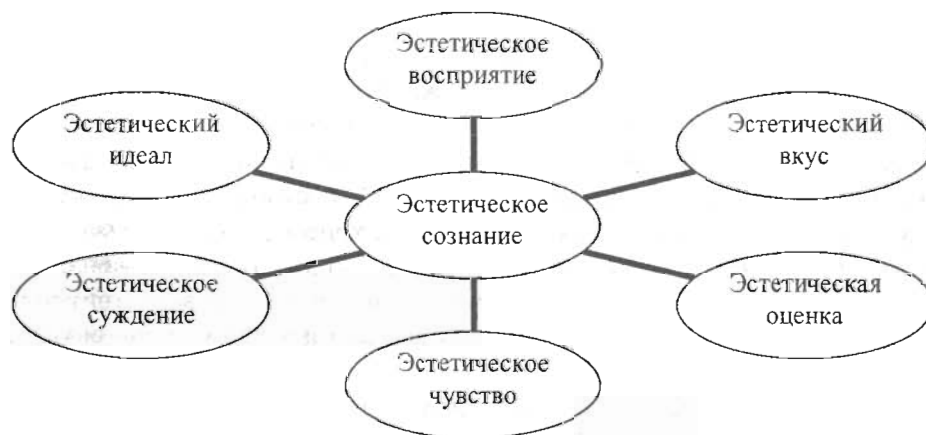 Эстетическое
восприятие
Эстетический
идеал
Эстетический
вкус
Эстетическое
сознание
Эстетическое
суждение
Эстетическая
оценка
Эстетическое
чувство